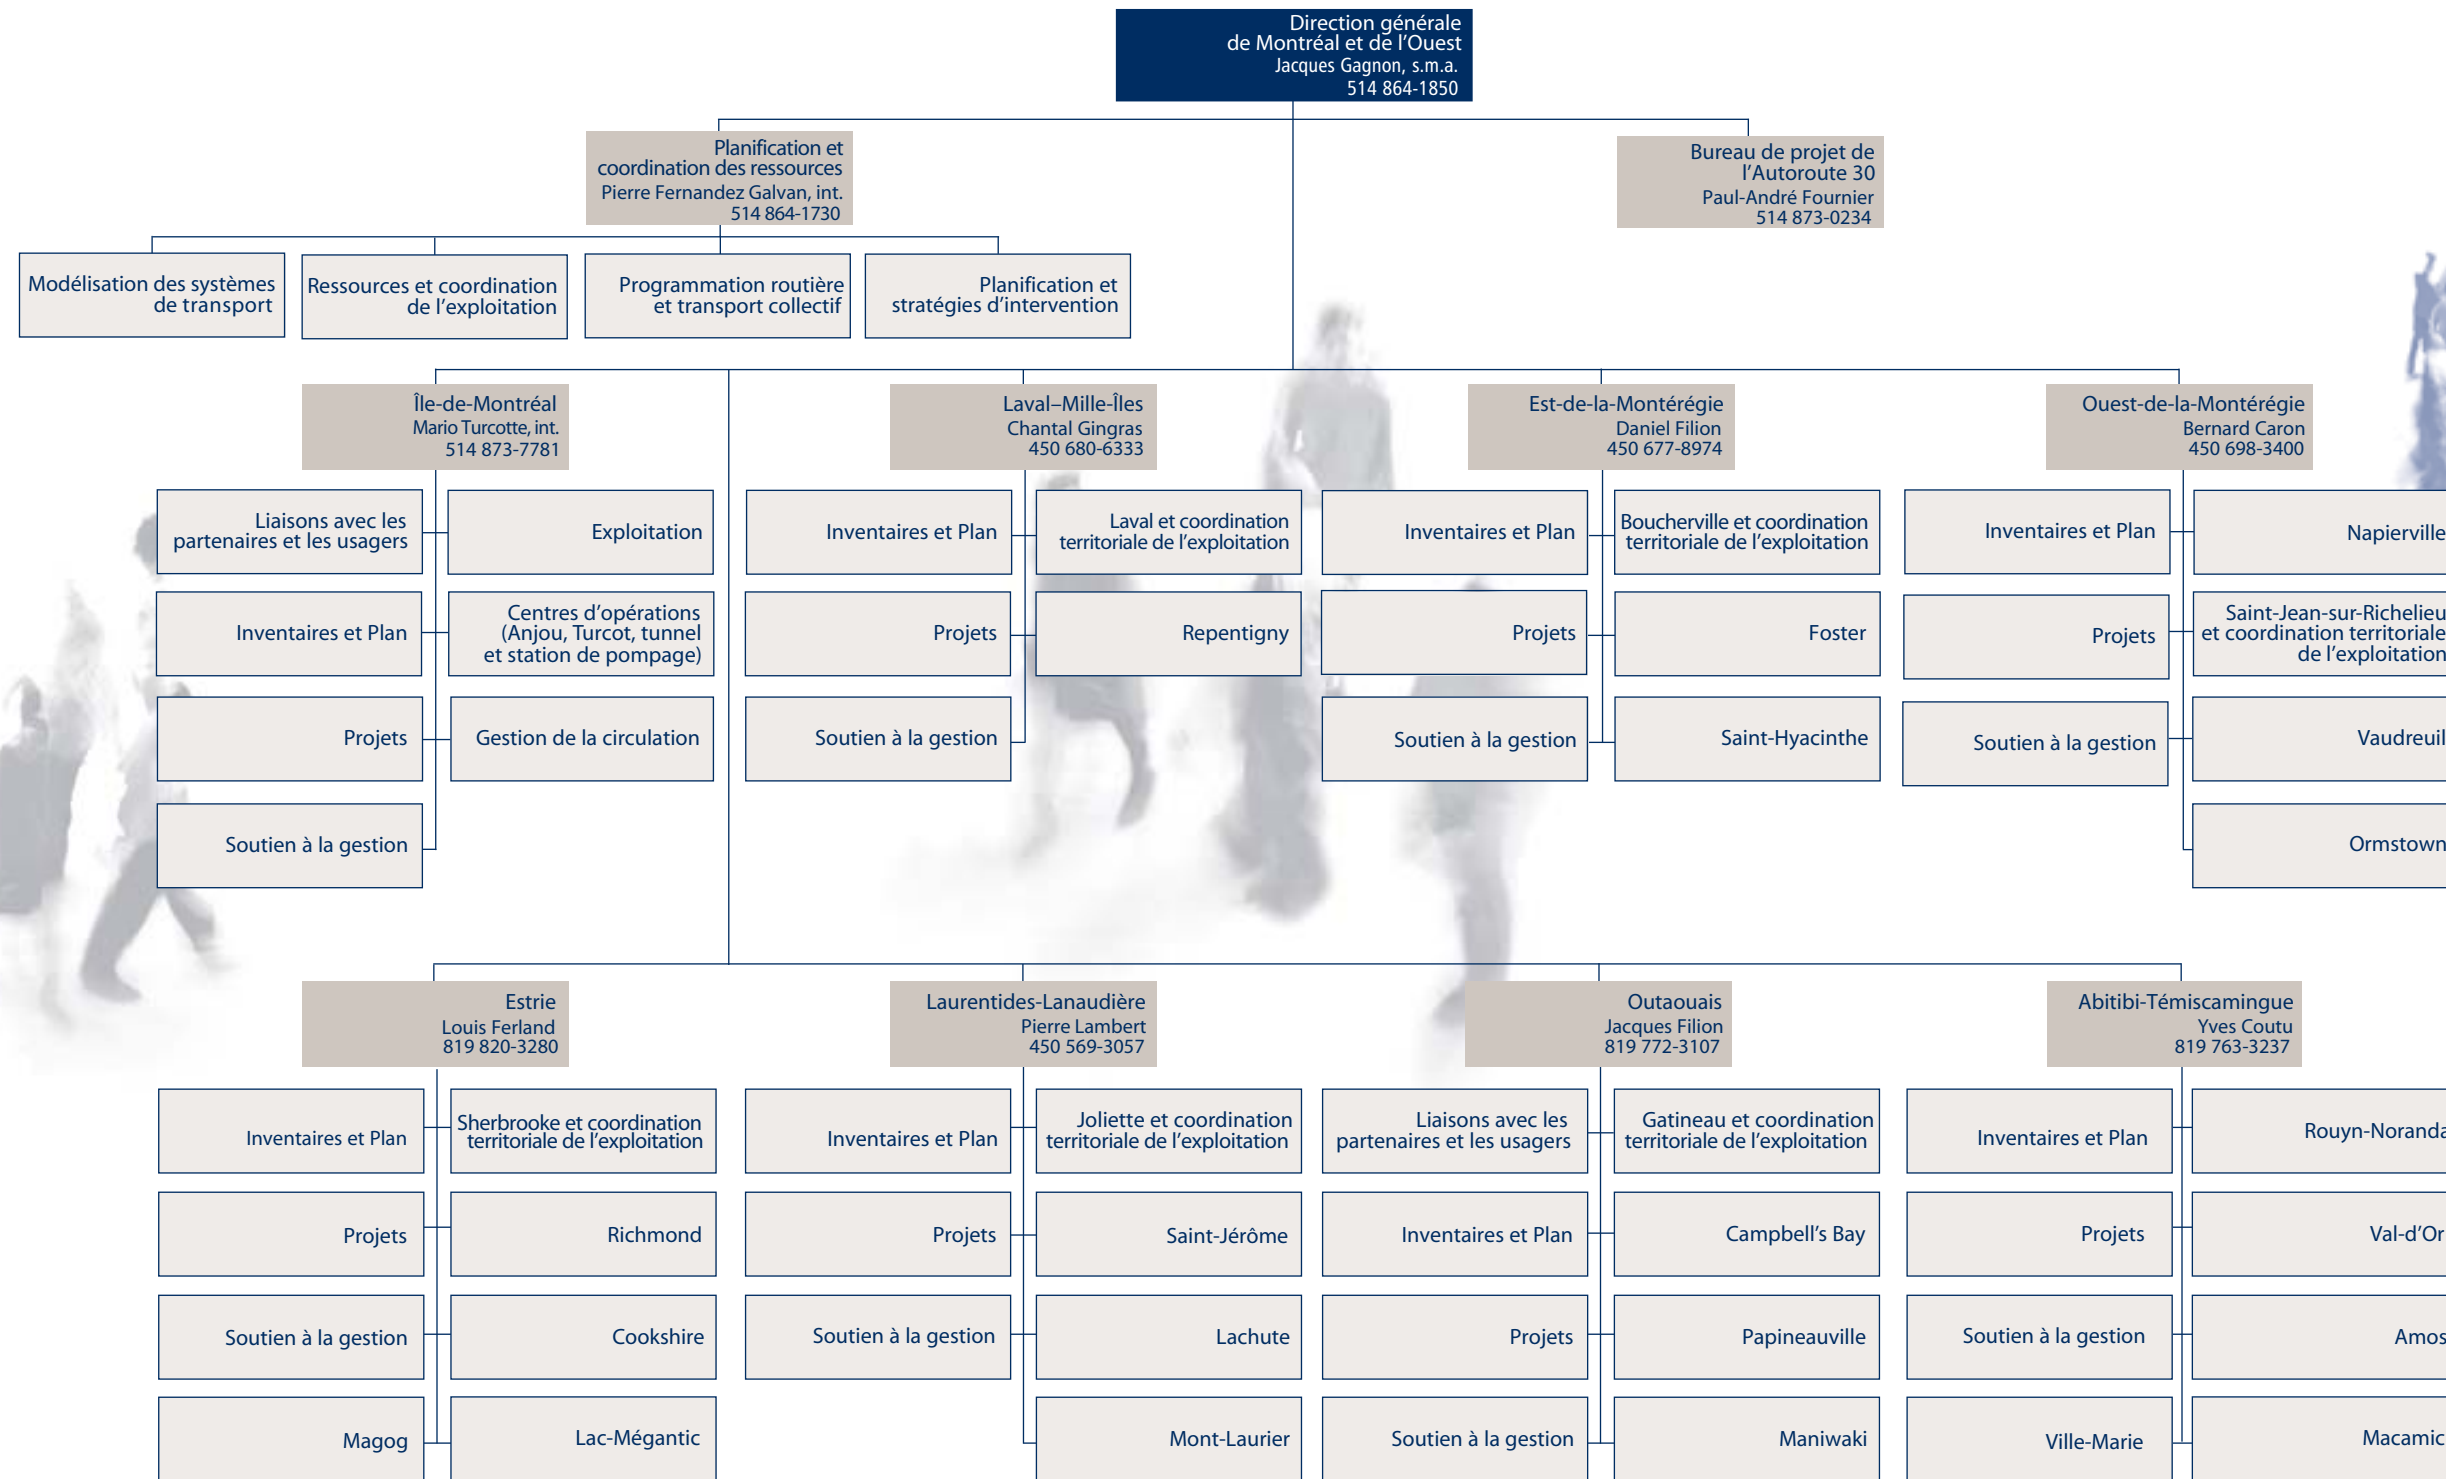 Direction générale
de Montréal et de l'Ouest
Jacques Gagnon, s.m.a.
514 864-1850
Planification et
coordination des ressources
Pierre Fernandez Galvan, int.
514 864-1730
Bureau de projet de
l'Autoroute 30
Paul-André Fournier
514 873-0234
Modélisation des systèmes
de transport
Ressources et coordination
de l'exploitation
Programmation routière
et transport collectif
Planification et
stratégies d'intervention
Île-de-Montréal
Mario Turcotte, int.
514 873-7781
Laval–Mille-Îles
Chantal Gingras
450 680-6333
Est-de-la-Montérégie
Daniel Filion
450 677-8974
Ouest-de-la-Montérégie
Bernard Caron
450 698-3400
Liaisons avec les
partenaires et les usagers
Exploitation
Inventaires et Plan
Laval et coordination
territoriale de l'exploitation
Inventaires et Plan
Boucherville et coordination
territoriale de l'exploitation
Inventaires et Plan
Napierville
Inventaires et Plan
Centres d'opérations
(Anjou, Turcot, tunnel
et station de pompage)
Projets
Repentigny
Projets
Foster
Projets
Saint-Jean-sur-Richelieu
et coordination territoriale
de l'exploitation
Projets
Gestion de la circulation
Soutien à la gestion
Soutien à la gestion
Saint-Hyacinthe
Soutien à la gestion
Vaudreuil
Soutien à la gestion
Ormstown
Estrie
Louis Ferland
819 820-3280
Laurentides-Lanaudière
Pierre Lambert
450 569-3057
Outaouais
Jacques Filion
819 772-3107
Abitibi-Témiscamingue
Yves Coutu
819 763-3237
Inventaires et Plan
Sherbrooke et coordination
territoriale de l'exploitation
Inventaires et Plan
Joliette et coordination
territoriale de l'exploitation
Liaisons avec les
partenaires et les usagers
Gatineau et coordination
territoriale de l'exploitation
Inventaires et Plan
Rouyn-Noranda
Projets
Richmond
Projets
Saint-Jérôme
Inventaires et Plan
Campbell's Bay
Projets
Val-d'Or
Soutien à la gestion
Cookshire
Soutien à la gestion
Lachute
Projets
Papineauville
Soutien à la gestion
Amos
Magog
Lac-Mégantic
Mont-Laurier
Soutien à la gestion
Maniwaki
Ville-Marie
Macamic